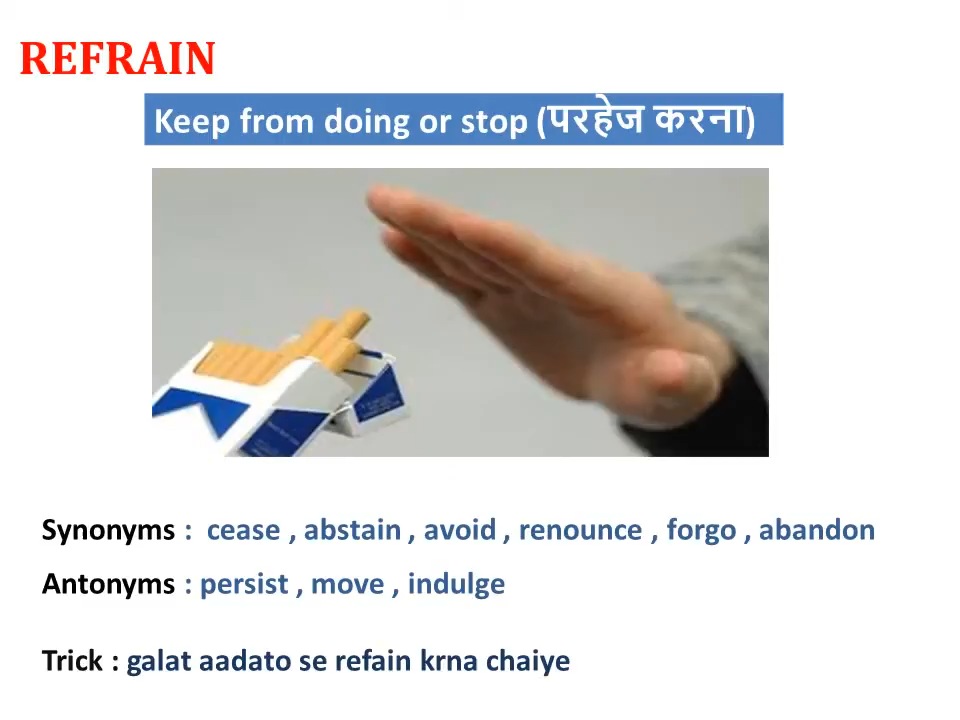 REFRAIN
Keep from doing or stop (परहेज करना)
Synonyms : cease , abstain , avoid , renounce , forgo , abandon
Antonyms : persist , move , indulge
Trick : galat aadato se refain krna chaiye